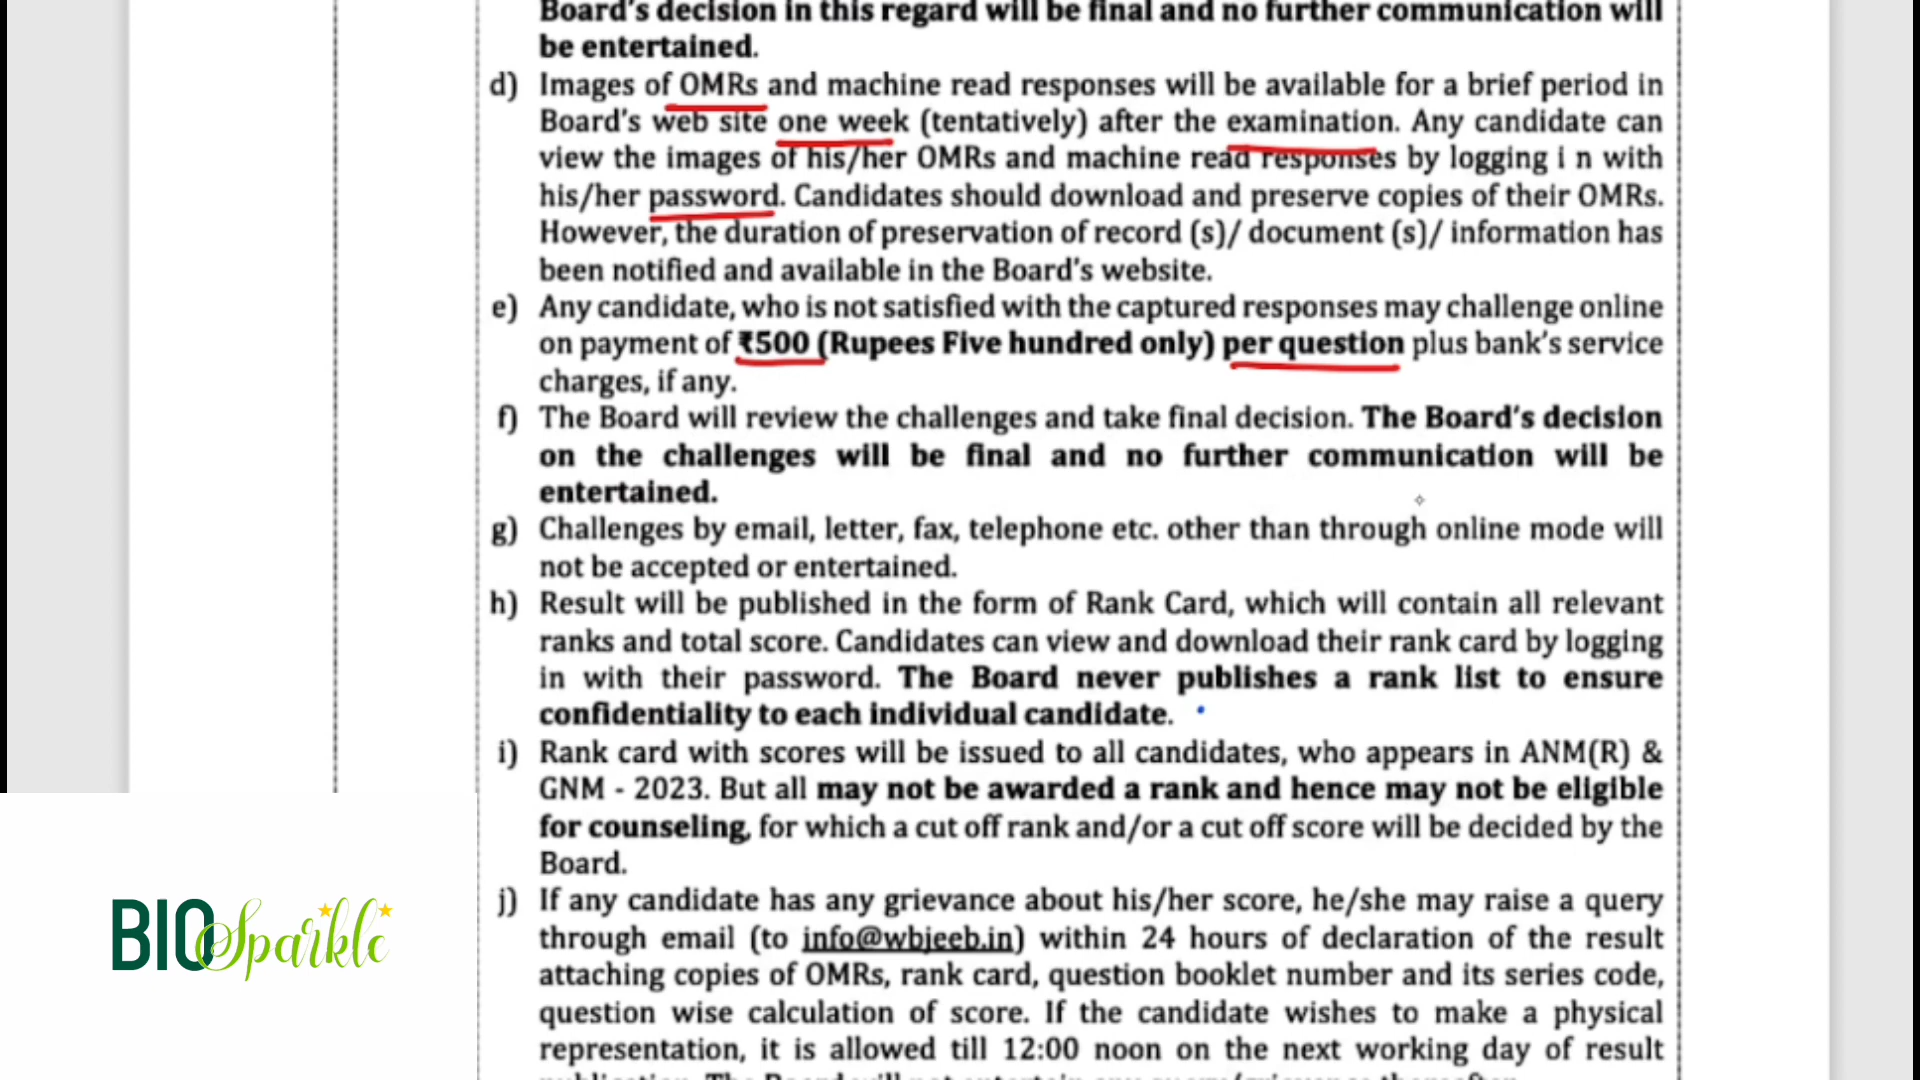 Board's decision in this regard will be final and no further communication will
be entertained.
d) Images of OMRs and machine read responses will be available for a brief period in
Board's web site one week (tentatively) after the examination. Any candidate can
view the images of his/her OMRs and machine read responses by logging i n with
his/her password. Candidates should download and preserve copies of their OMRs.
However, the duration of preservation of record (s)/ document (s)/ information has
been notified and available in the Board's website.
e) Any candidate, who is not satisfied with the captured responses may challenge online
on payment of ₹500 (Rupees Five hundred only) per question plus bank's service
charges, if any.
f) The Board will review the challenges and take final decision. The Board's decision
on the challenges will be final and no further communication will be
entertained.
g) Challenges by email, letter, fax, telephone etc. other than through online mode will
not be accepted or entertained.
h) Result will be published in the form of Rank Card, which will contain all relevant
ranks and total score. Candidates can view and download their rank card by logging
in with their password. The Board never publishes a rank list to ensure
confidentiality to each individual candidate.
i) Rank card with scores will be issued to all candidates, who appears in ANM(R) &
GNM - 2023. But all may not be awarded a rank and hence may not be eligible
for counseling, for which a cut off rank and/or a cut off score will be decided by the
Board.
j) If any candidate has any grievance about his/her score, he/she may raise a query
through email (to info@wbjeeb.in) within 24 hours of declaration of the result
attaching copies of OMRs, rank card, question booklet number and its series code,
question wise calculation of score. If the candidate wishes to make a physical
representation, it is allowed till 12:00 noon on the next working day of result
BIO Sparkle